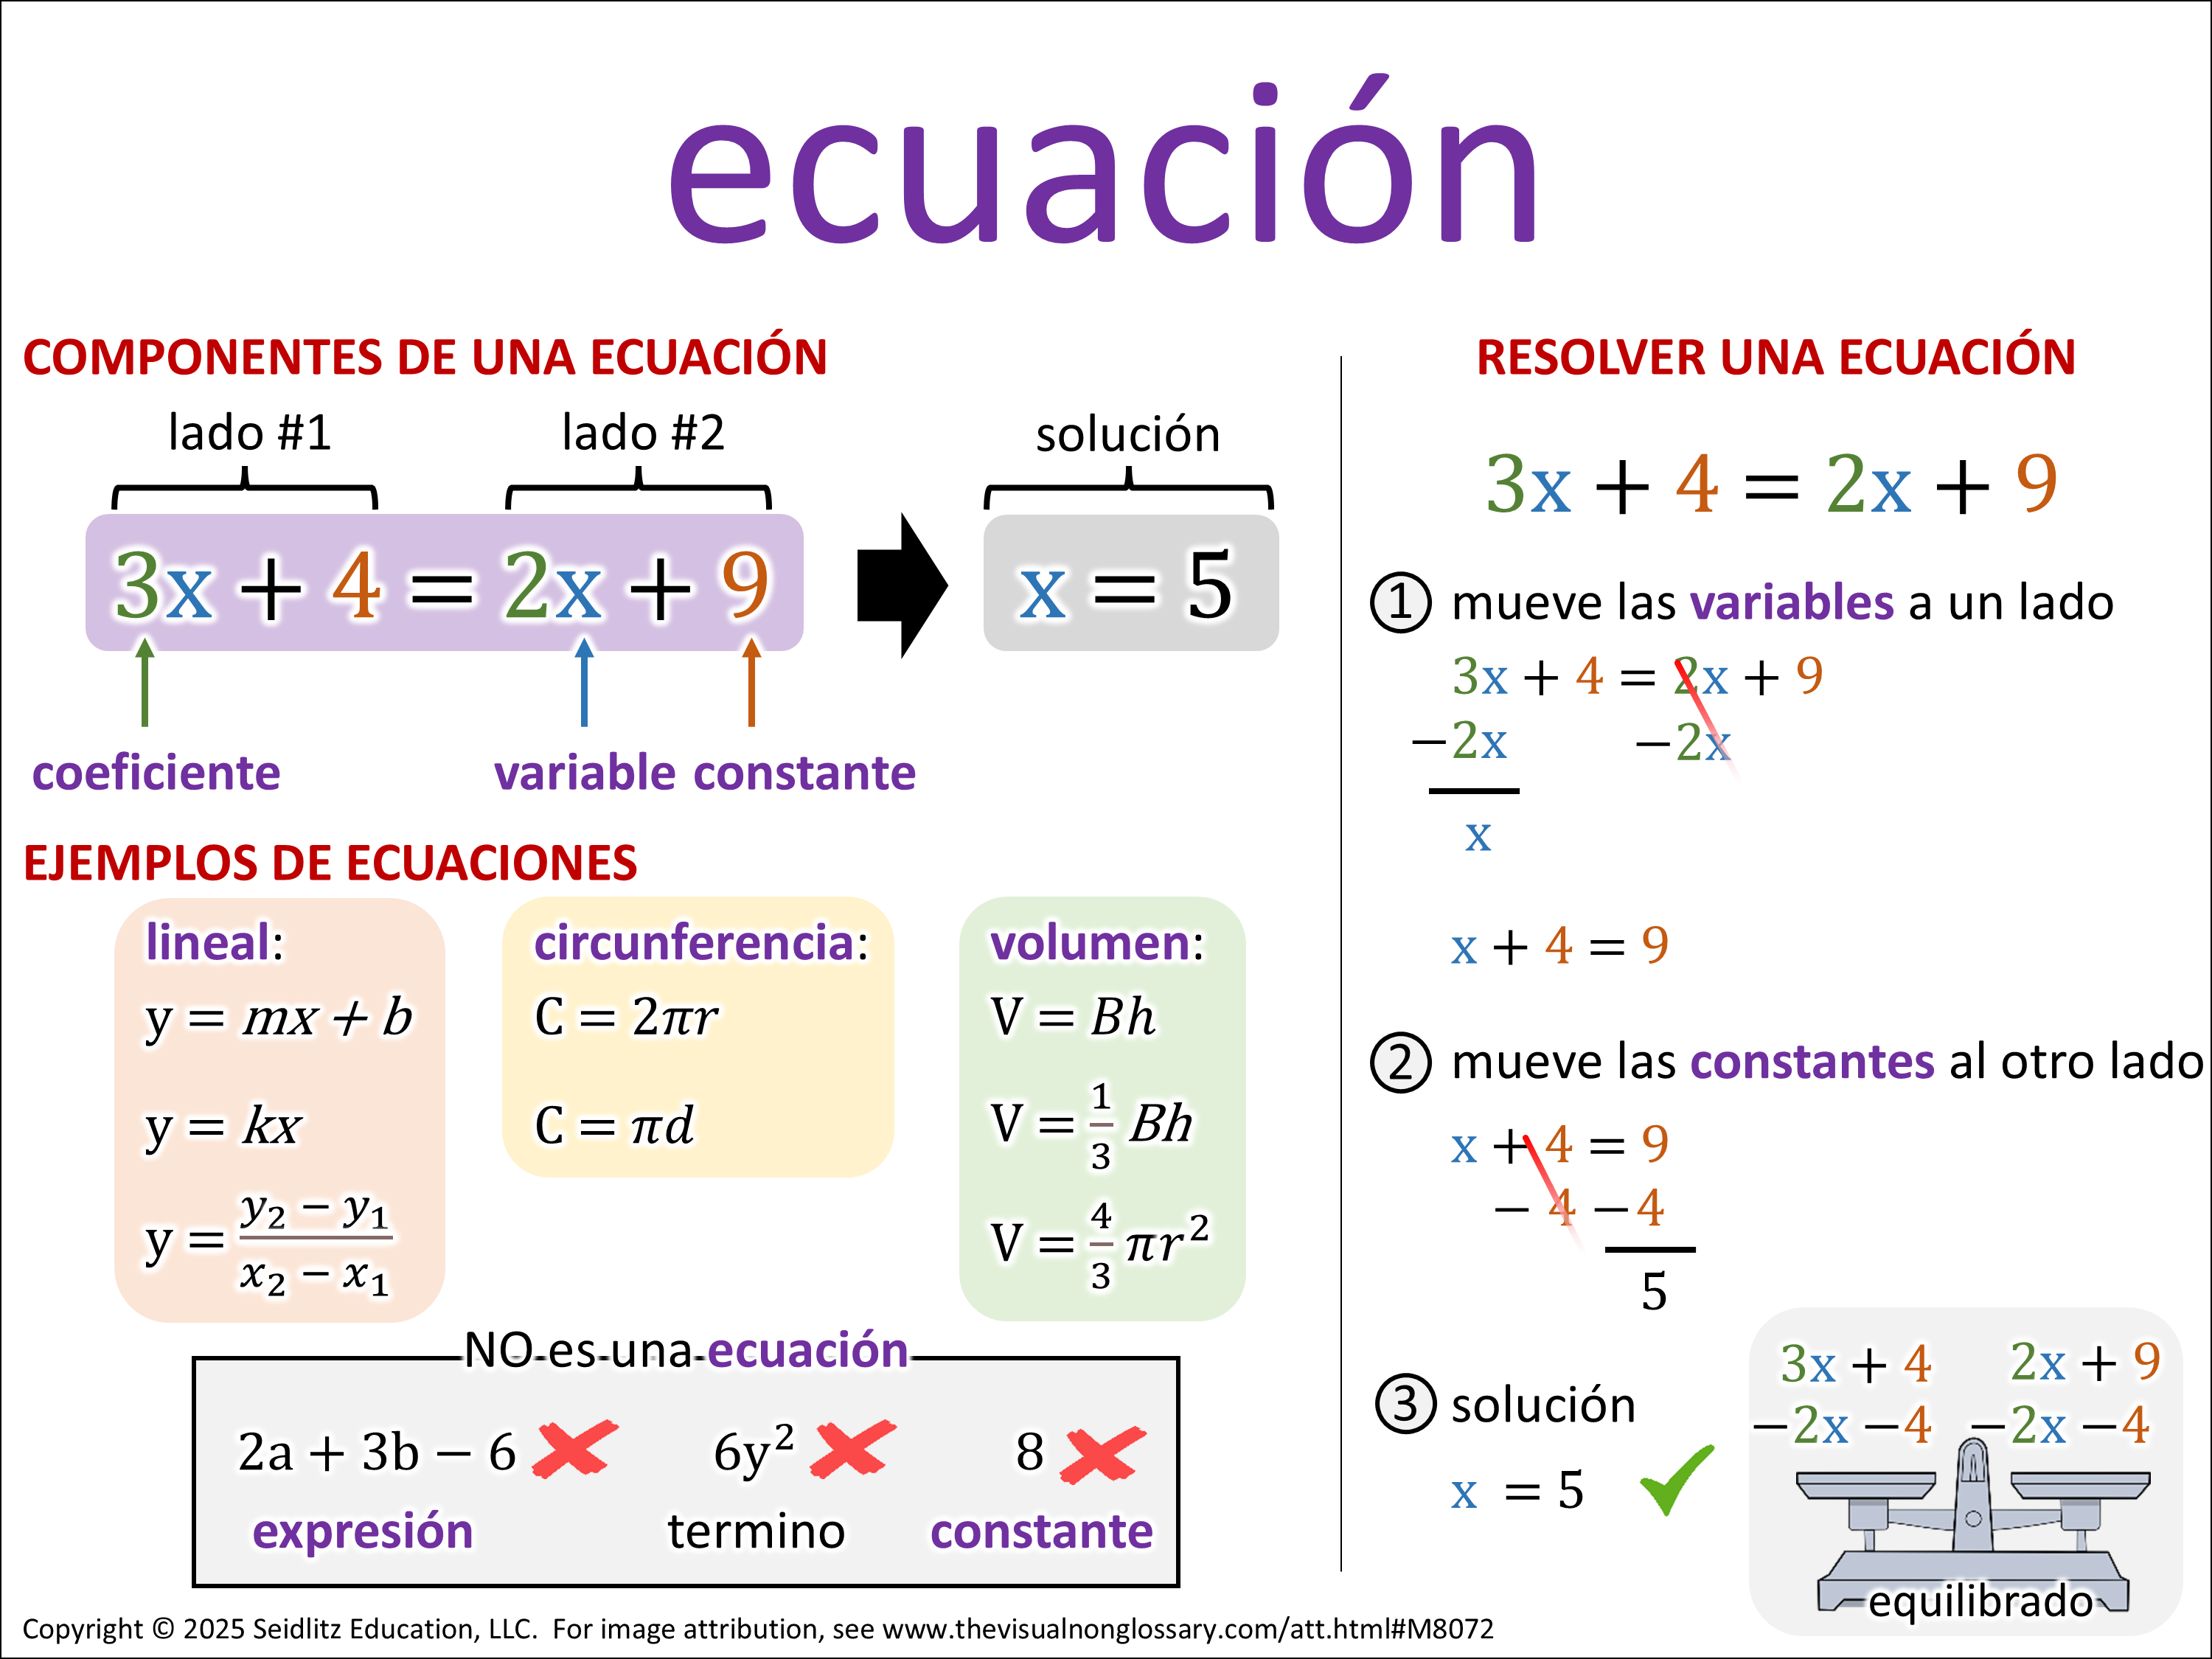 ecuación
COMPONENTES DE UNA ECUACIÓN
lado #1
lado #2
solución
3x + 4 = 2x + 9
x = 5
coeficiente
variable
constante
EJEMPLOS DE ECUACIONES
lineal:
y = mx + b
y = kx
y = (y₂ − y₁)/(x₂ − x₁)
circunferencia:
C = 2πr
C = πd
volumen:
V = Bh
V = 1/3 Bh
V = 4/3 πr²
NO es una ecuación
2a + 3b − 6
expresión
6y²
termino
8
constante
RESOLVER UNA ECUACIÓN
3x + 4 = 2x + 9
1 mueve las variables a un lado
3x + 4 = 2x + 9
−2x −2x
x
x + 4 = 9
2 mueve las constantes al otro lado
x + 4 = 9
− 4 −4
5
3 solución
x = 5
3x + 4 2x + 9
−2x −4 −2x −4
equilibrado
Copyright © 2025 Seidlitz Education, LLC. For image attribution, see www.thevisualnonglossary.com/att.html#M8072